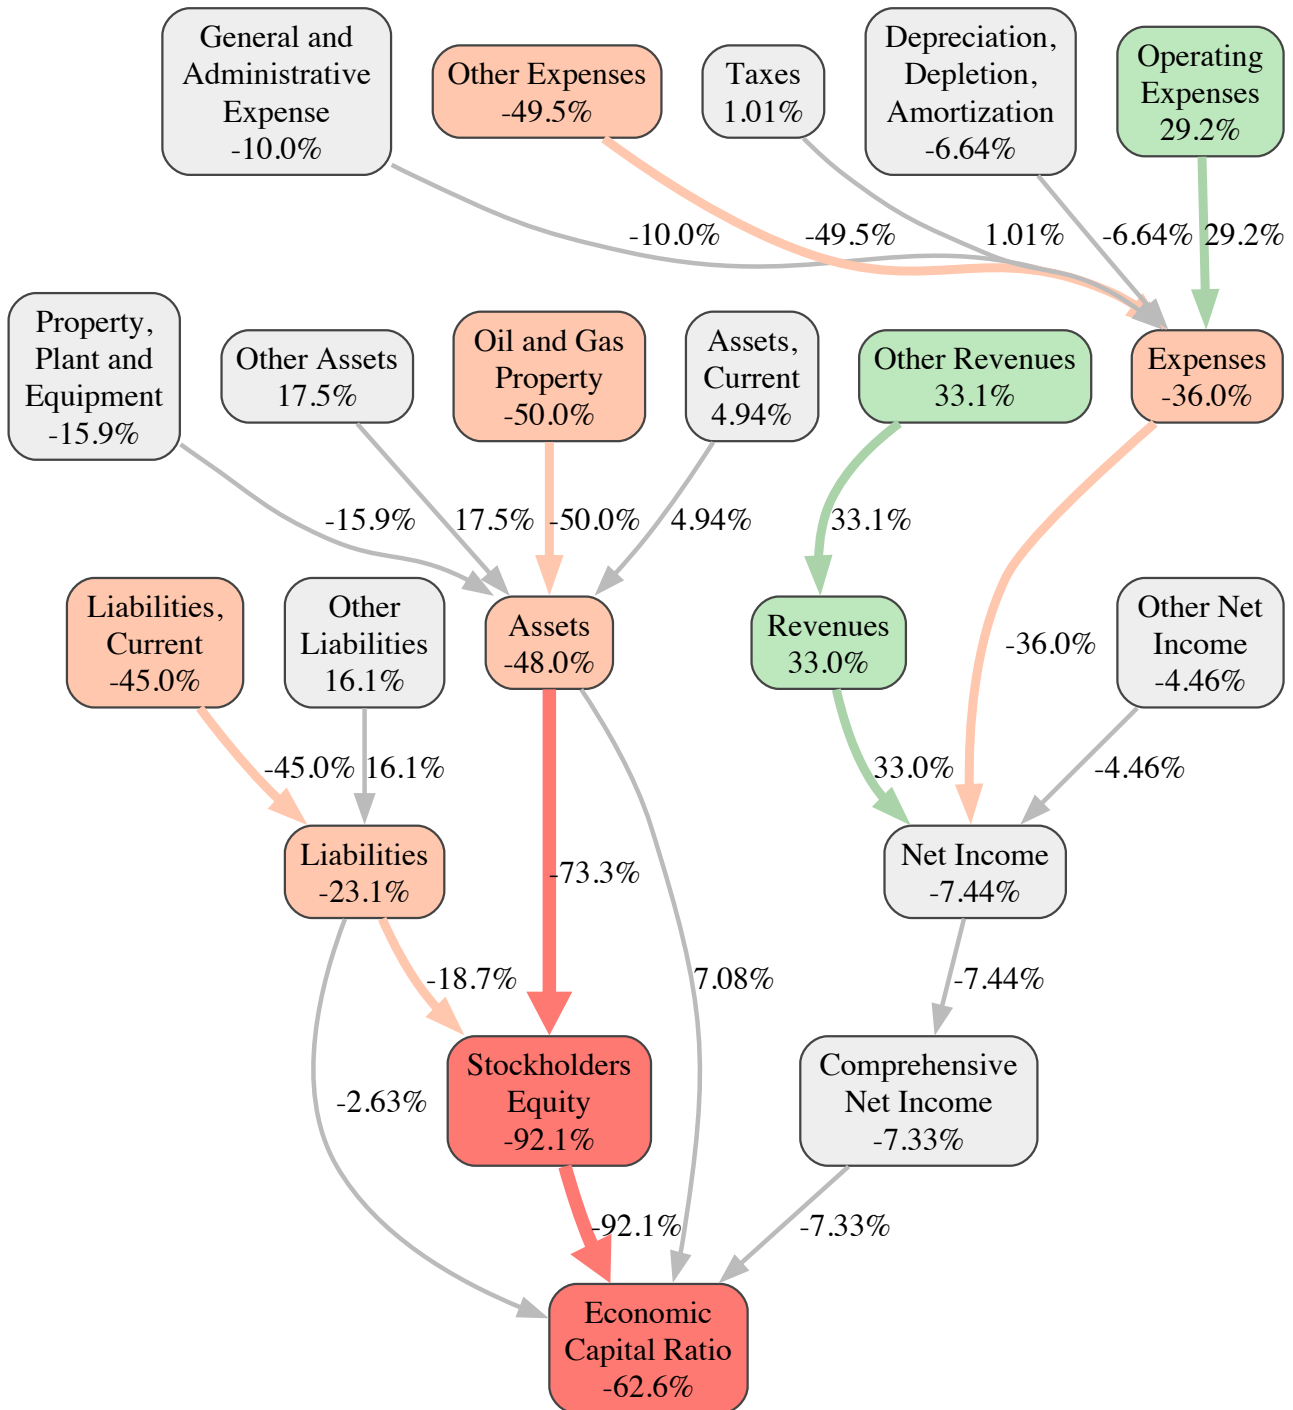 General and
Administrative
Expense
-10.0%
Other Expenses
-49.5%
Taxes
1.01%
Depreciation,
Depletion,
Amortization
-6.64%
Operating
Expenses
29.2%
-10.0%
-49.5%
1.01%
-6.64%
29.2%
Property,
Plant and
Equipment
-15.9%
Other Assets
17.5%
Oil and Gas
Property
-50.0%
Assets,
Current
4.94%
Other Revenues
33.1%
Expenses
-36.0%
-15.9%
17.5%
-50.0%
4.94%
33.1%
Liabilities,
Current
-45.0%
Other
Liabilities
16.1%
Assets
-48.0%
Revenues
33.0%
-36.0%
Other Net
Income
-4.46%
-45.0%
16.1%
33.0%
-4.46%
Liabilities
-23.1%
-73.3%
Net Income
-7.44%
-18.7%
7.08%
-7.44%
Stockholders
Equity
-92.1%
-2.63%
Comprehensive
Net Income
-7.33%
-92.1%
-7.33%
Economic
Capital Ratio
-62.6%